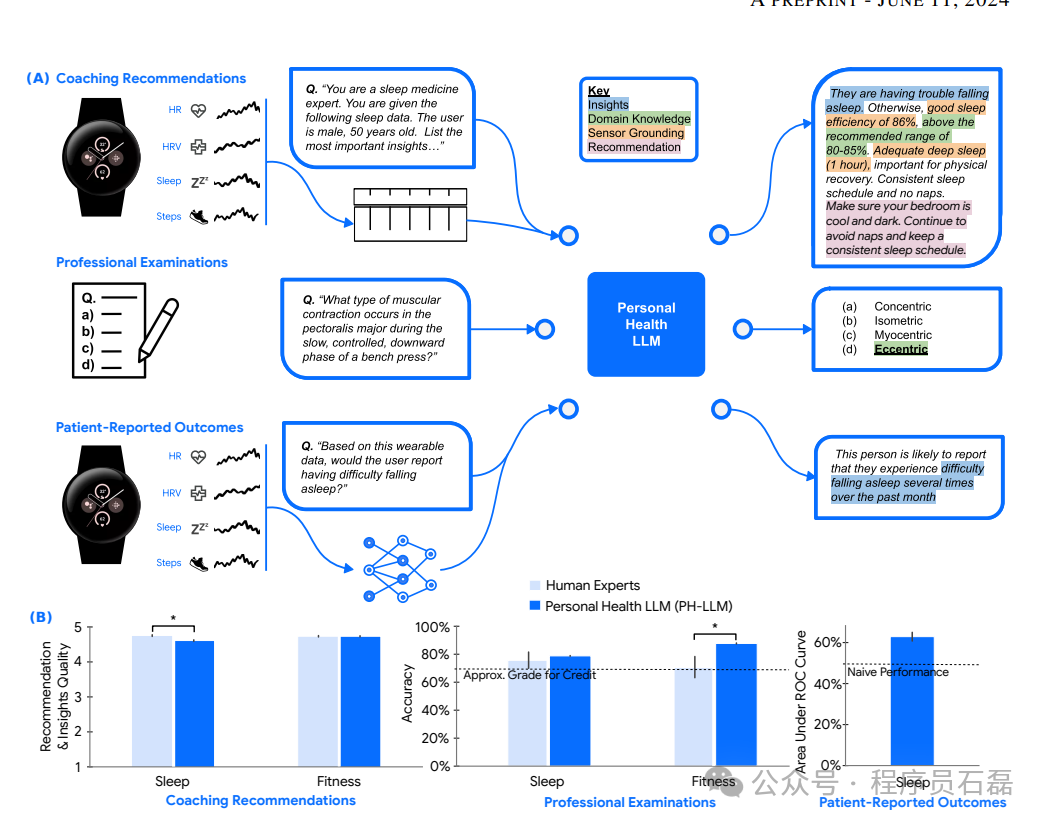 A PREPRINT - JUNE 11, 2024
(A) Coaching Recommendations
HR
HRV
Sleep
Steps
Q. “You are a sleep medicine
expert. You are given the
following sleep data. The user
is male, 50 years old. List the
most important insights…”
Key
Insights
Domain Knowledge
Sensor Grounding
Recommendation
They are having trouble falling
asleep. Otherwise, good sleep
efficiency of 86%, above the
recommended range of
80-85%. Adequate deep sleep
(1 hour), important for physical
recovery. Consistent sleep
schedule and no naps.
Make sure your bedroom is
cool and dark. Continue to
avoid naps and keep a
consistent sleep schedule.
Professional Examinations
Q.
a)
b)
c)
d)
Q. “What type of muscular
contraction occurs in the
pectoralis major during the
slow, controlled, downward
phase of a bench press?”
Personal
Health
LLM
(a) Concentric
(b) Isometric
(c) Myocentric
(d) Eccentric
Patient-Reported Outcomes
HR
HRV
Sleep
Steps
Q. “Based on this wearable
data, would the user report
having difficulty falling
asleep?”
This person is likely to report
that they experience difficulty
falling asleep several times
over the past month
Human Experts
Personal Health LLM (PH-LLM)
(B)
Recommendation
& Insights Quality
5
4
3
2
1
*
Sleep
Fitness
Coaching Recommendations
Accuracy
100%
80%
60%
40%
20%
0%
Approx. Grade for Credit
*
Sleep
Fitness
Professional Examinations
Area Under ROC Curve
60%
40%
20%
0%
Naive Performance
Sleep
Patient-Reported Outcomes
公众号 · 程序员石磊